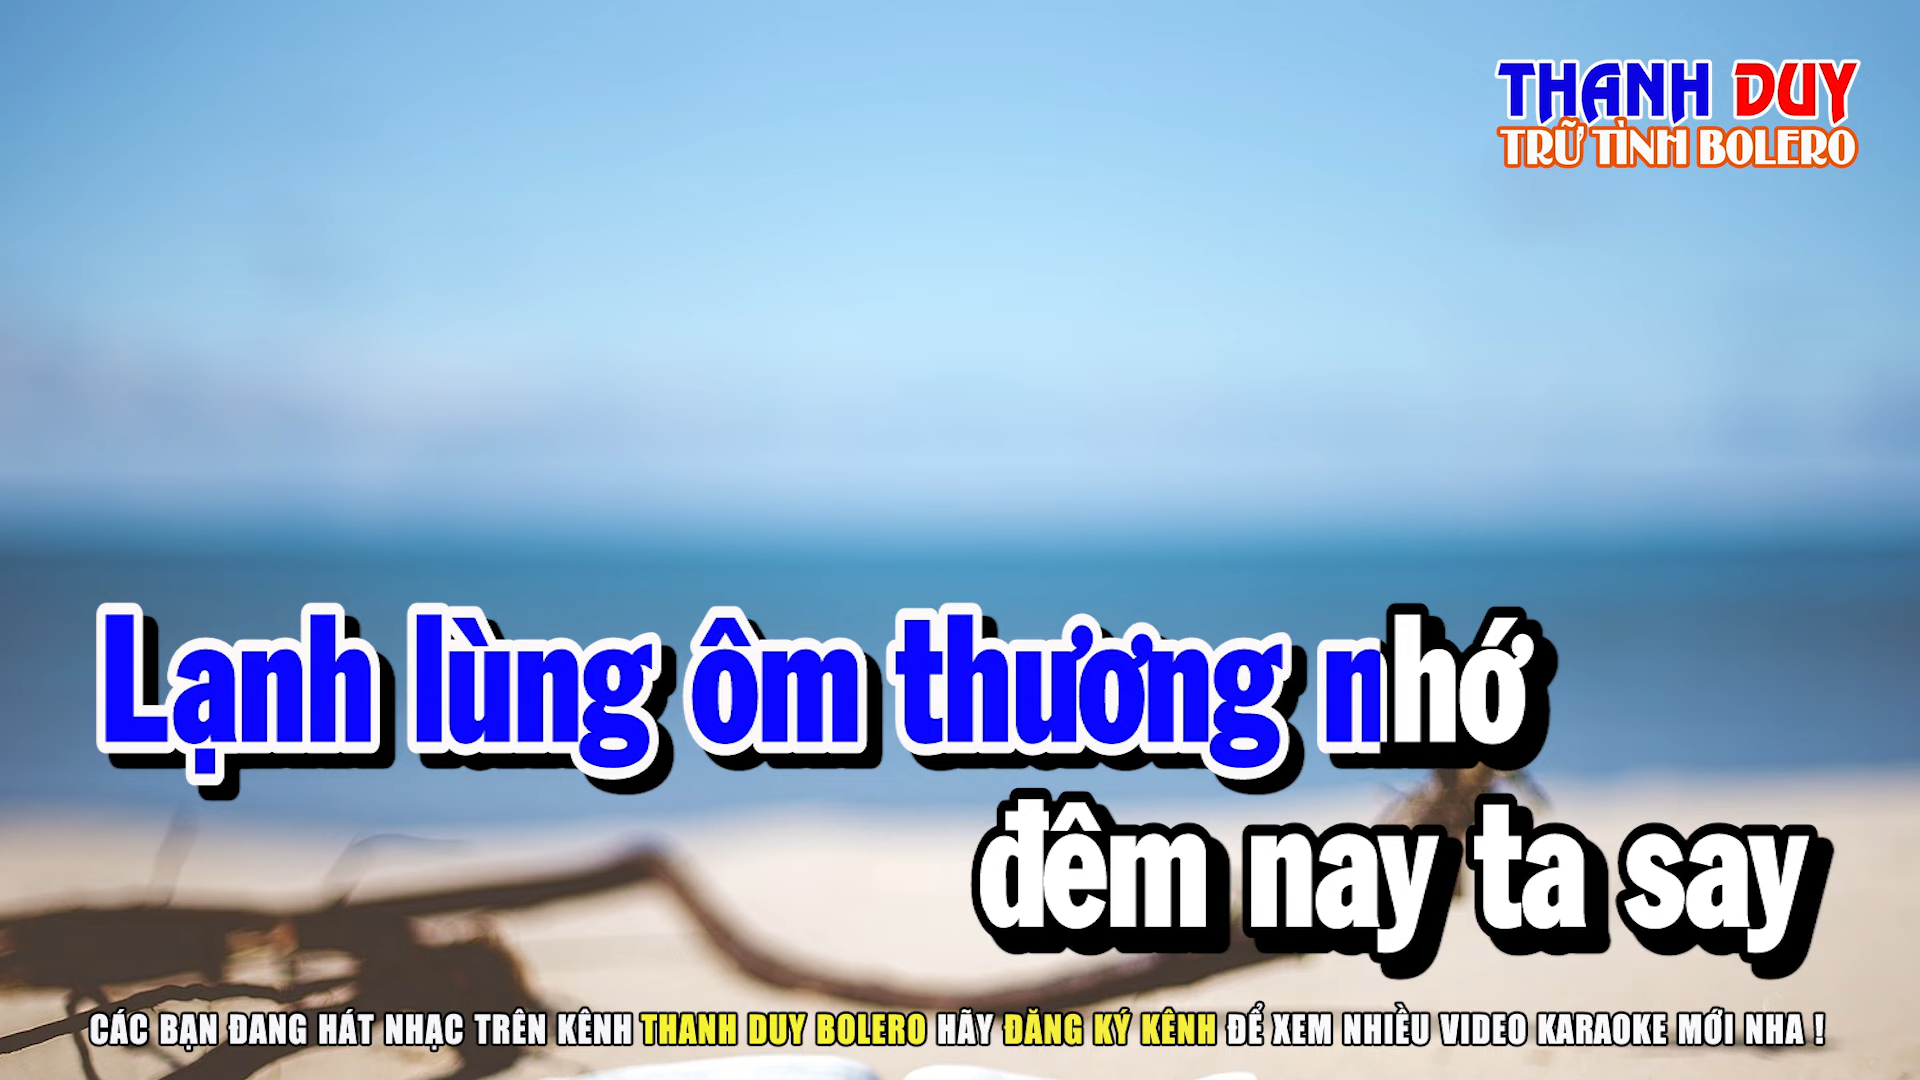 THANH DUY
TRỮ TÌNH BOLERO
Lạnh lùng ôm thương nhớ
đêm nay ta say
CÁC BẠN ĐANG HÁT NHẠC TRÊN KÊNH THANH DUY BOLERO HÃY ĐĂNG KÝ KÊNH ĐỂ XEM NHIỀU VIDEO KARAOKE MỚI NHA !